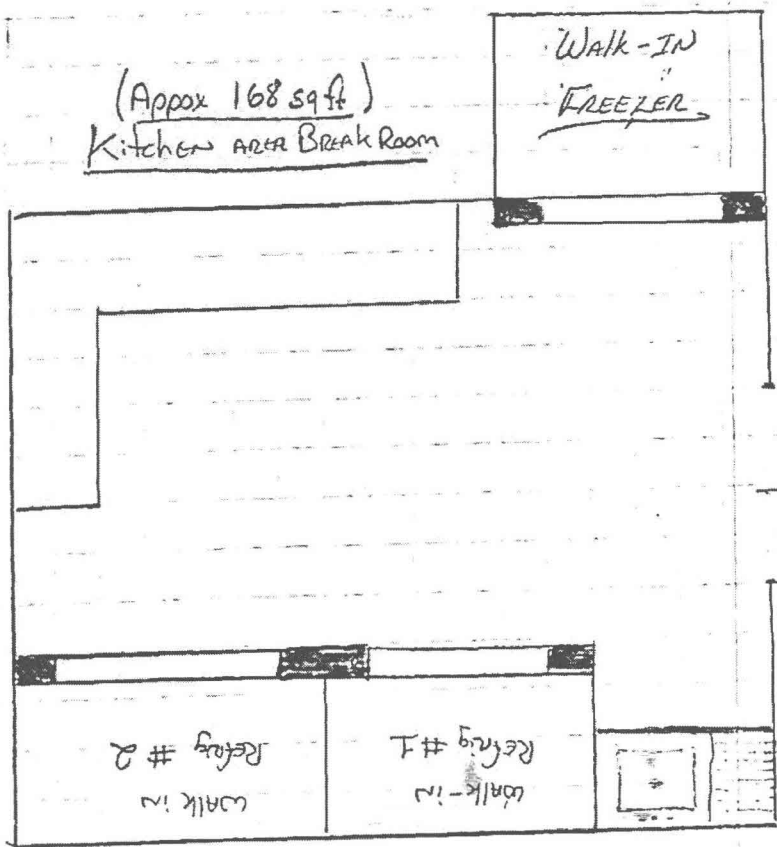 (Appox 168 sq ft)
Kitchen AREA BREAK Room
WALK-IN
FREEZER
WALK in
Refrig #2
WALK-in
Refrig #1